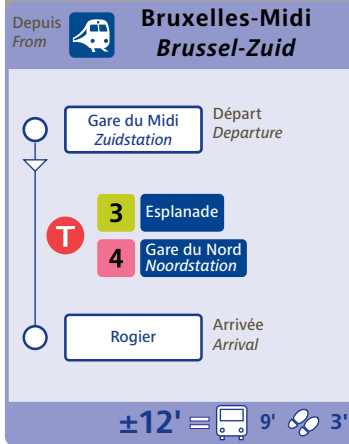 Depuis
From
Bruxelles-Midi
Brussel-Zuid
Gare du Midi
Zuidstation
Départ
Departure
T
3 Esplanade
4 Gare du Nord
Noordstation
Rogier
Arrivée
Arrival
±12' = 9' 3'